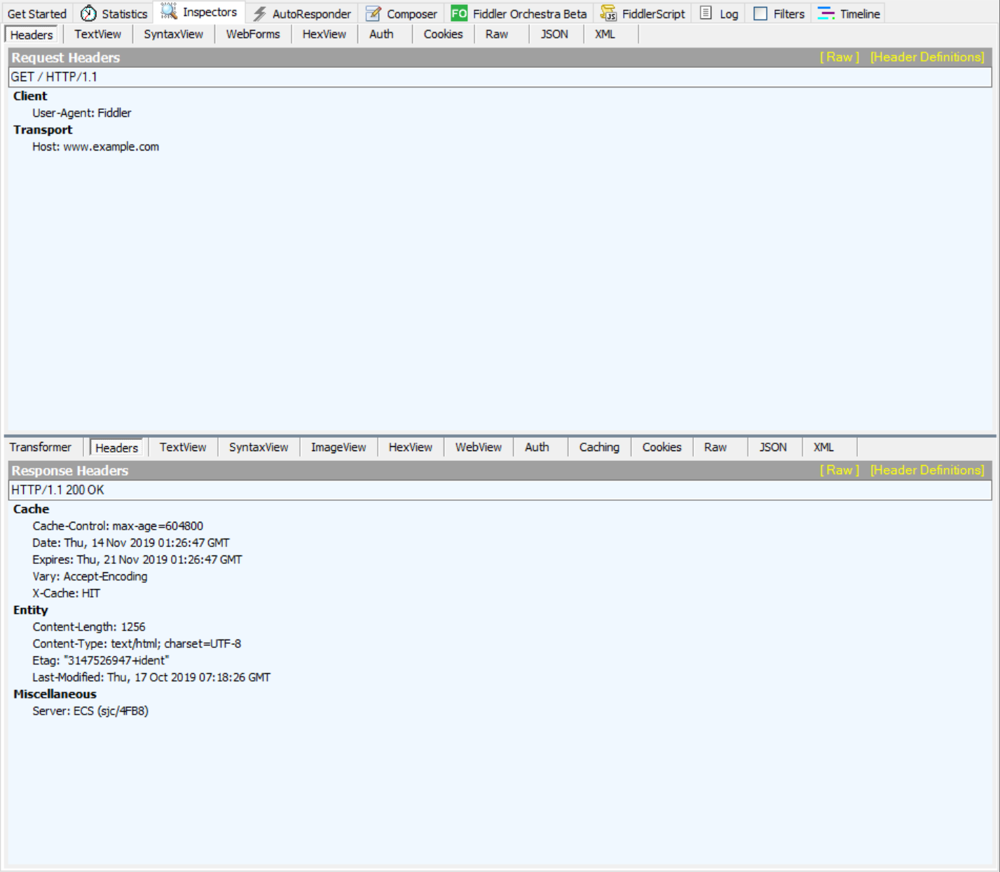 Get Started Statistics Inspectors AutoResponder Composer FO Fiddler Orchestra Beta JS FiddlerScript Log Filters Timeline
Headers TextView SyntaxView WebForms HexView Auth Cookies Raw JSON XML
Request Headers [ Raw ] [Header Definitions]
GET / HTTP/1.1
Client
User-Agent: Fiddler
Transport
Host: www.example.com
Transformer Headers TextView SyntaxView ImageView HexView WebView Auth Caching Cookies Raw JSON XML
Response Headers [ Raw ] [Header Definitions]
HTTP/1.1 200 OK
Cache
Cache-Control: max-age=604800
Date: Thu, 14 Nov 2019 01:26:47 GMT
Expires: Thu, 21 Nov 2019 01:26:47 GMT
Vary: Accept-Encoding
X-Cache: HIT
Entity
Content-Length: 1256
Content-Type: text/html; charset=UTF-8
Etag: "3147526947+ident"
Last-Modified: Thu, 17 Oct 2019 07:18:26 GMT
Miscellaneous
Server: ECS (sjc/4FB8)